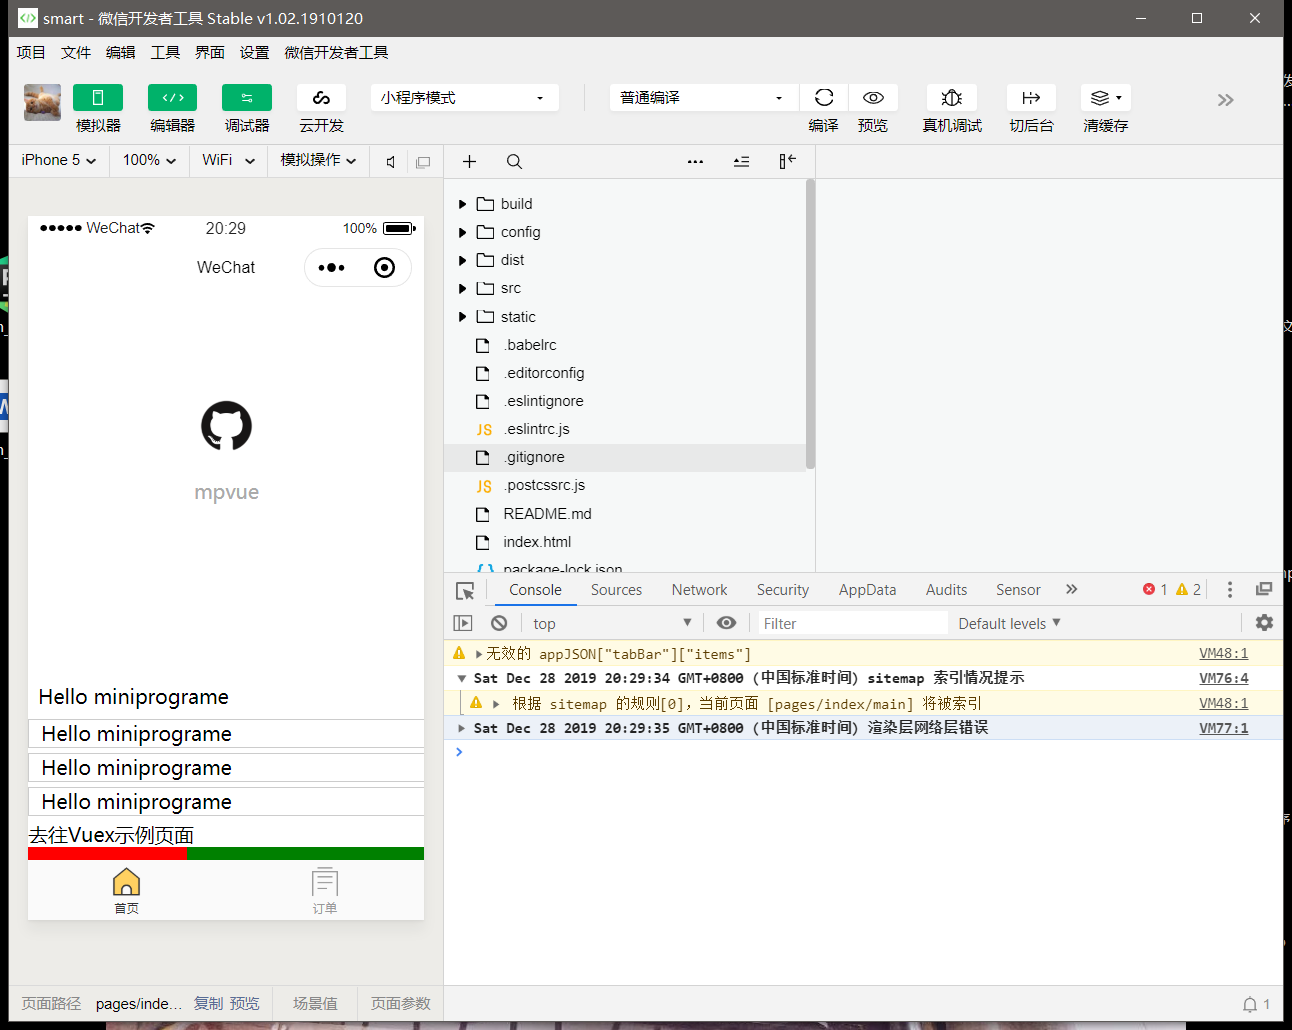 smart - 微信开发者工具 Stable v1.02.1910120
项目 文件 编辑 工具 界面 设置 微信开发者工具
小程序模式 普通编译
模拟器 编辑器 调试器 云开发 编译 预览 真机调试 切后台 清缓存
iPhone 5 100% WiFi 模拟操作
WeChat 20:29 100%
WeChat
mpvue
Hello miniprograme
Hello miniprograme
Hello miniprograme
Hello miniprograme
去往Vuex示例页面
首页 订单
build
config
dist
src
static
.babelrc
.editorconfig
.eslintignore
JS .eslintrc.js
.gitignore
JS .postcssrc.js
README.md
index.html
{ } package-lock.json
Console Sources Network Security AppData Audits Sensor 1 2
top Filter Default levels
无效的 appJSON["tabBar"]["items"] VM48:1
Sat Dec 28 2019 20:29:34 GMT+0800 (中国标准时间) sitemap 索引情况提示 VM76:4
根据 sitemap 的规则[0]，当前页面 [pages/index/main] 将被索引 VM48:1
Sat Dec 28 2019 20:29:35 GMT+0800 (中国标准时间) 渲染层网络层错误 VM77:1
页面路径 pages/inde... 复制 预览 场景值 页面参数 1